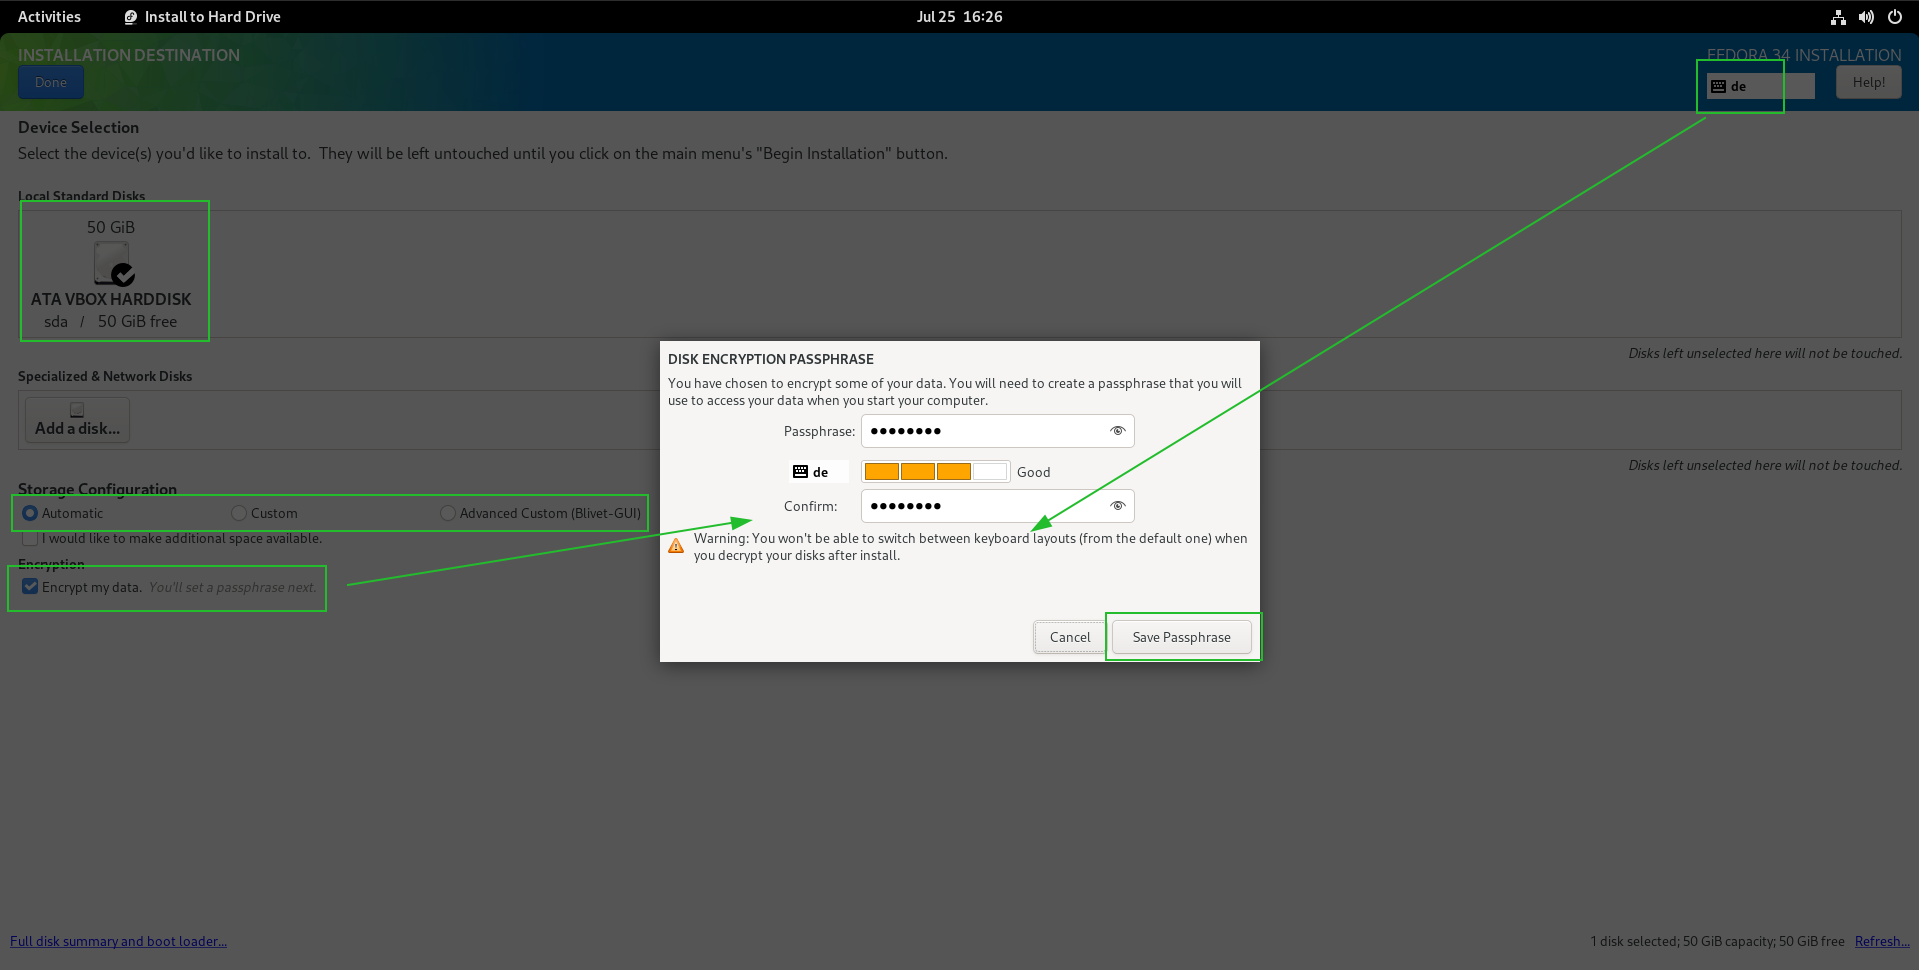 Activities
Install to Hard Drive
Jul 25 16:26
INSTALLATION DESTINATION
FEDORA 34 INSTALLATION
Done
de
Help!
Device Selection
Select the device(s) you'd like to install to. They will be left untouched until you click on the main menu's "Begin Installation" button.
Local Standard Disks
50 GiB
ATA VBOX HARDDISK
sda / 50 GiB free
Disks left unselected here will not be touched.
Specialized & Network Disks
Add a disk...
Disks left unselected here will not be touched.
Storage Configuration
Automatic
Custom
Advanced Custom (Blivet-GUI)
I would like to make additional space available.
Encryption
Encrypt my data. You'll set a passphrase next.
DISK ENCRYPTION PASSPHRASE
You have chosen to encrypt some of your data. You will need to create a passphrase that you will
use to access your data when you start your computer.
Passphrase: ●●●●●●●●
de
Good
Confirm: ●●●●●●●●
Warning: You won't be able to switch between keyboard layouts (from the default one) when
you decrypt your disks after install.
Cancel
Save Passphrase
Full disk summary and boot loader...
1 disk selected; 50 GiB capacity; 50 GiB free
Refresh...